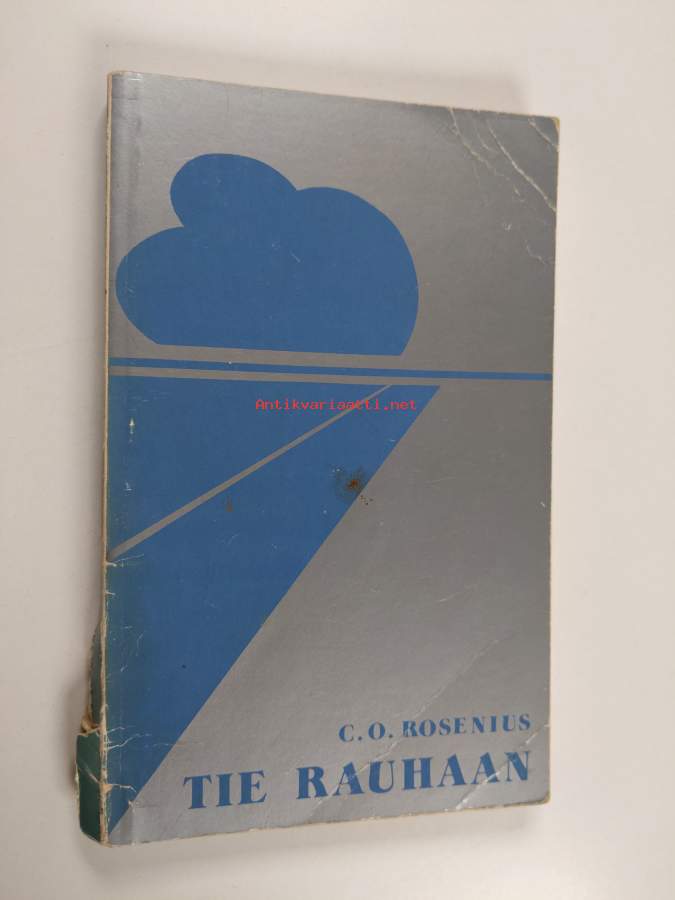 Antikvariaatti.net
C.O. ROSENIUS
TIE RAUHAAN